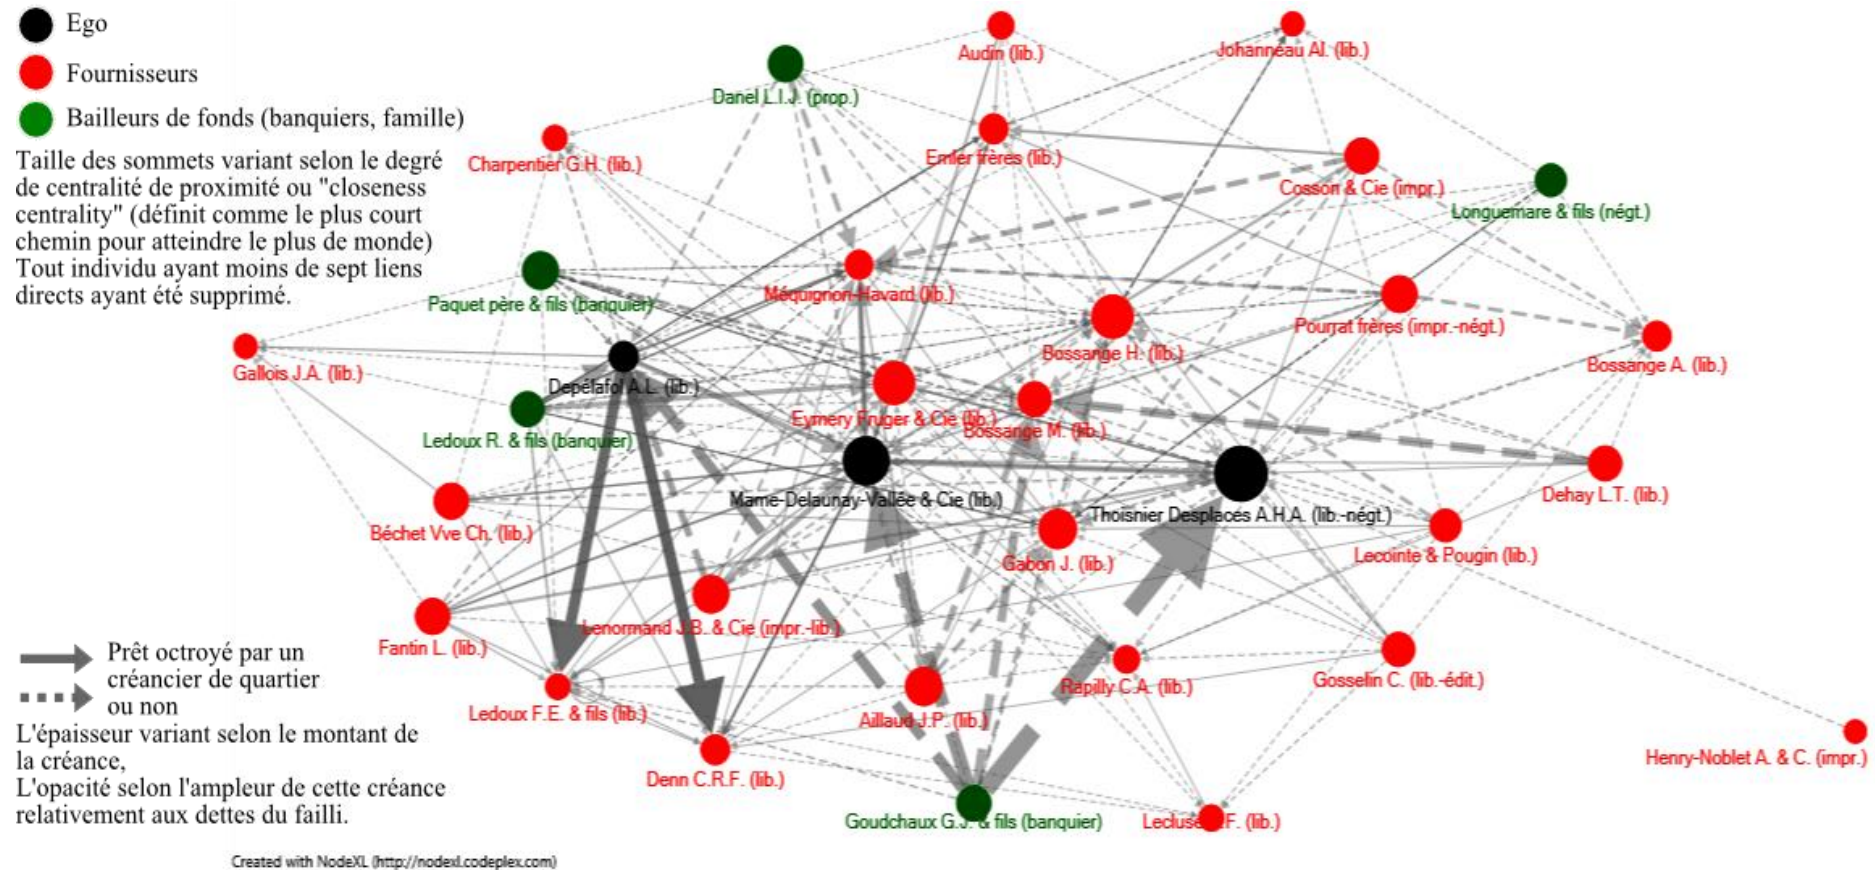 Ego
Fournisseurs
Bailleurs de fonds (banquiers, famille)
Taille des sommets variant selon le degré
de centralité de proximité ou "closeness
centrality" (définit comme le plus court
chemin pour atteindre le plus de monde)
Tout individu ayant moins de sept liens
directs ayant été supprimé.
Audin (lib.)
Johanneau Al. (lib.)
Danel L.I.J. (prop.)
Charpentier G.H. (lib.)
Emler frères (lib.)
Cosson & Cie (impr.)
Longuemare & fils (négt.)
Paquet père & fils (banquier)
Méquignon-Havard (lib.)
Pourrat frères (impr.-négt.)
Bossange H. (lib.)
Bossange A. (lib.)
Gallois J.A. (lib.)
Depélafol A.L. (lib.)
Eymery Fruger & Cie (lib.)
Bossange M. (lib.)
Ledoux R. & fils (banquier)
Mame-Delaunay-Vallée & Cie (lib.)
Dehay L.T. (lib.)
Thoisnier Desplaces A.H.A. (lib.-négt.)
Béchet Vve Ch. (lib.)
Gabon J. (lib.)
Lecointe & Pougin (lib.)
Lenormand J.B. & Cie (impr.-lib.)
Fantin L. (lib.)
Rapilly C.A. (lib.)
Gosselin C. (lib.-édit.)
Ledoux F.E. & fils (lib.)
Aillaud J.P. (lib.)
Henry-Noblet A. & C. (impr.)
Denn C.R.F. (lib.)
Goudchaux G.J. & fils (banquier)
Lecluse F. (lib.)
Prêt octroyé par un
créancier de quartier
ou non
L'épaisseur variant selon le montant de
la créance,
L'opacité selon l'ampleur de cette créance
relativement aux dettes du failli.
Created with NodeXL (http://nodexl.codeplex.com)